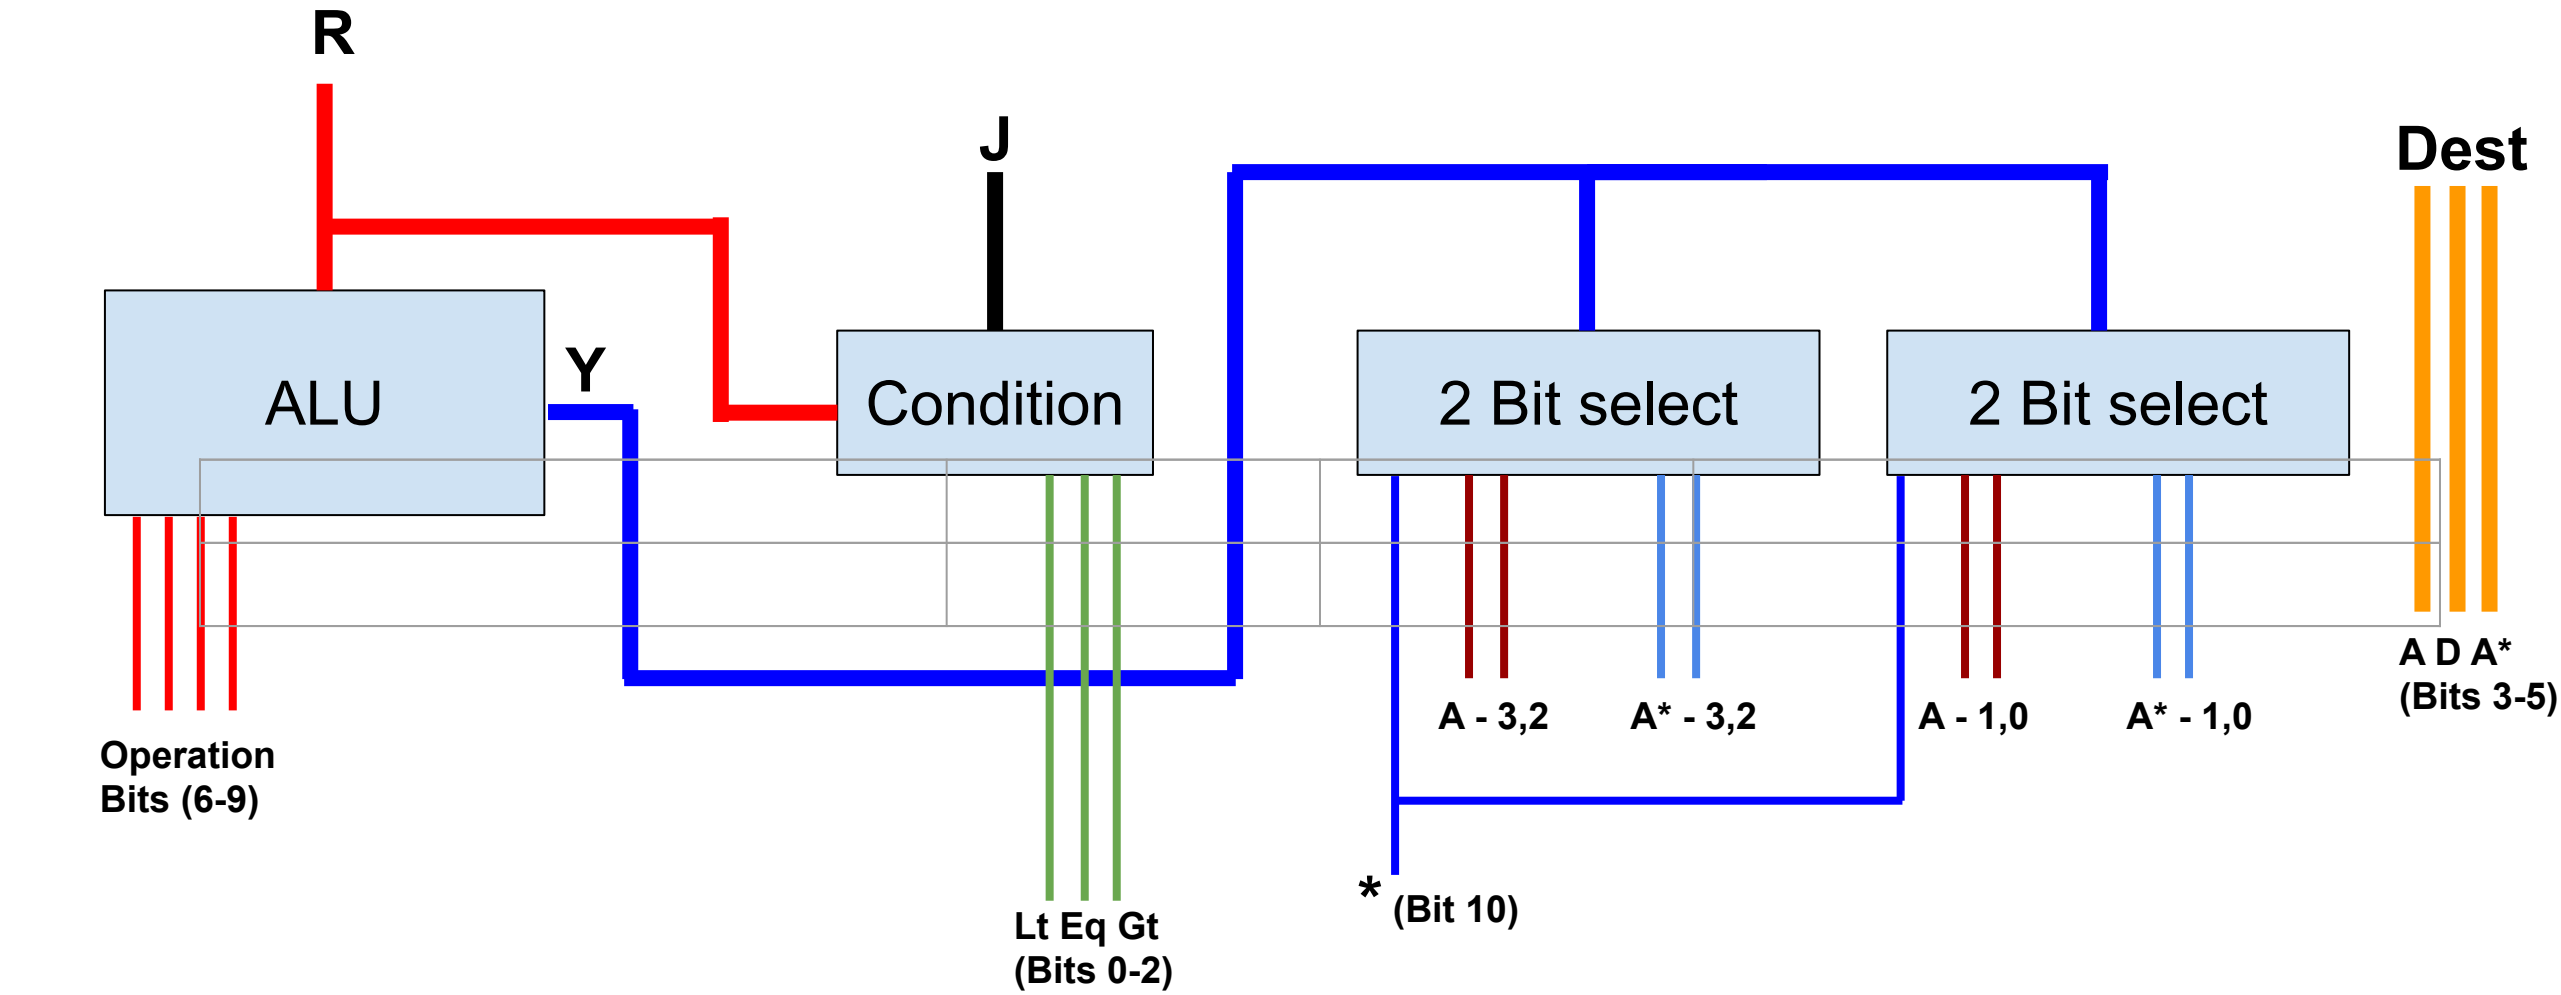 R
J
Dest
Y
ALU
Condition
2 Bit select
2 Bit select
A D A*
(Bits 3-5)
A - 3,2
A* - 3,2
A - 1,0
A* - 1,0
Operation
Bits (6-9)
* (Bit 10)
Lt Eq Gt
(Bits 0-2)